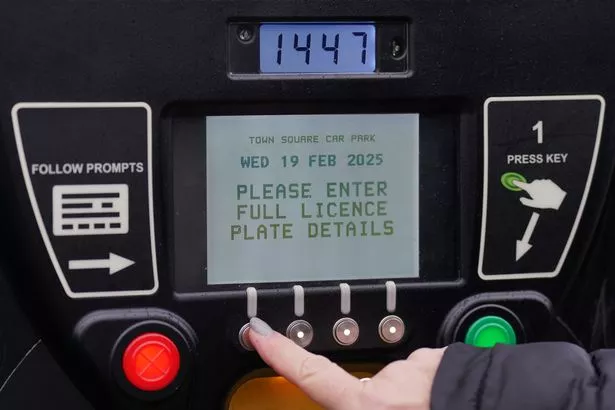 1447
TOWN SQUARE CAR PARK
WED 19 FEB 2025
PLEASE ENTER
FULL LICENCE
PLATE DETAILS
FOLLOW PROMPTS
1
PRESS KEY